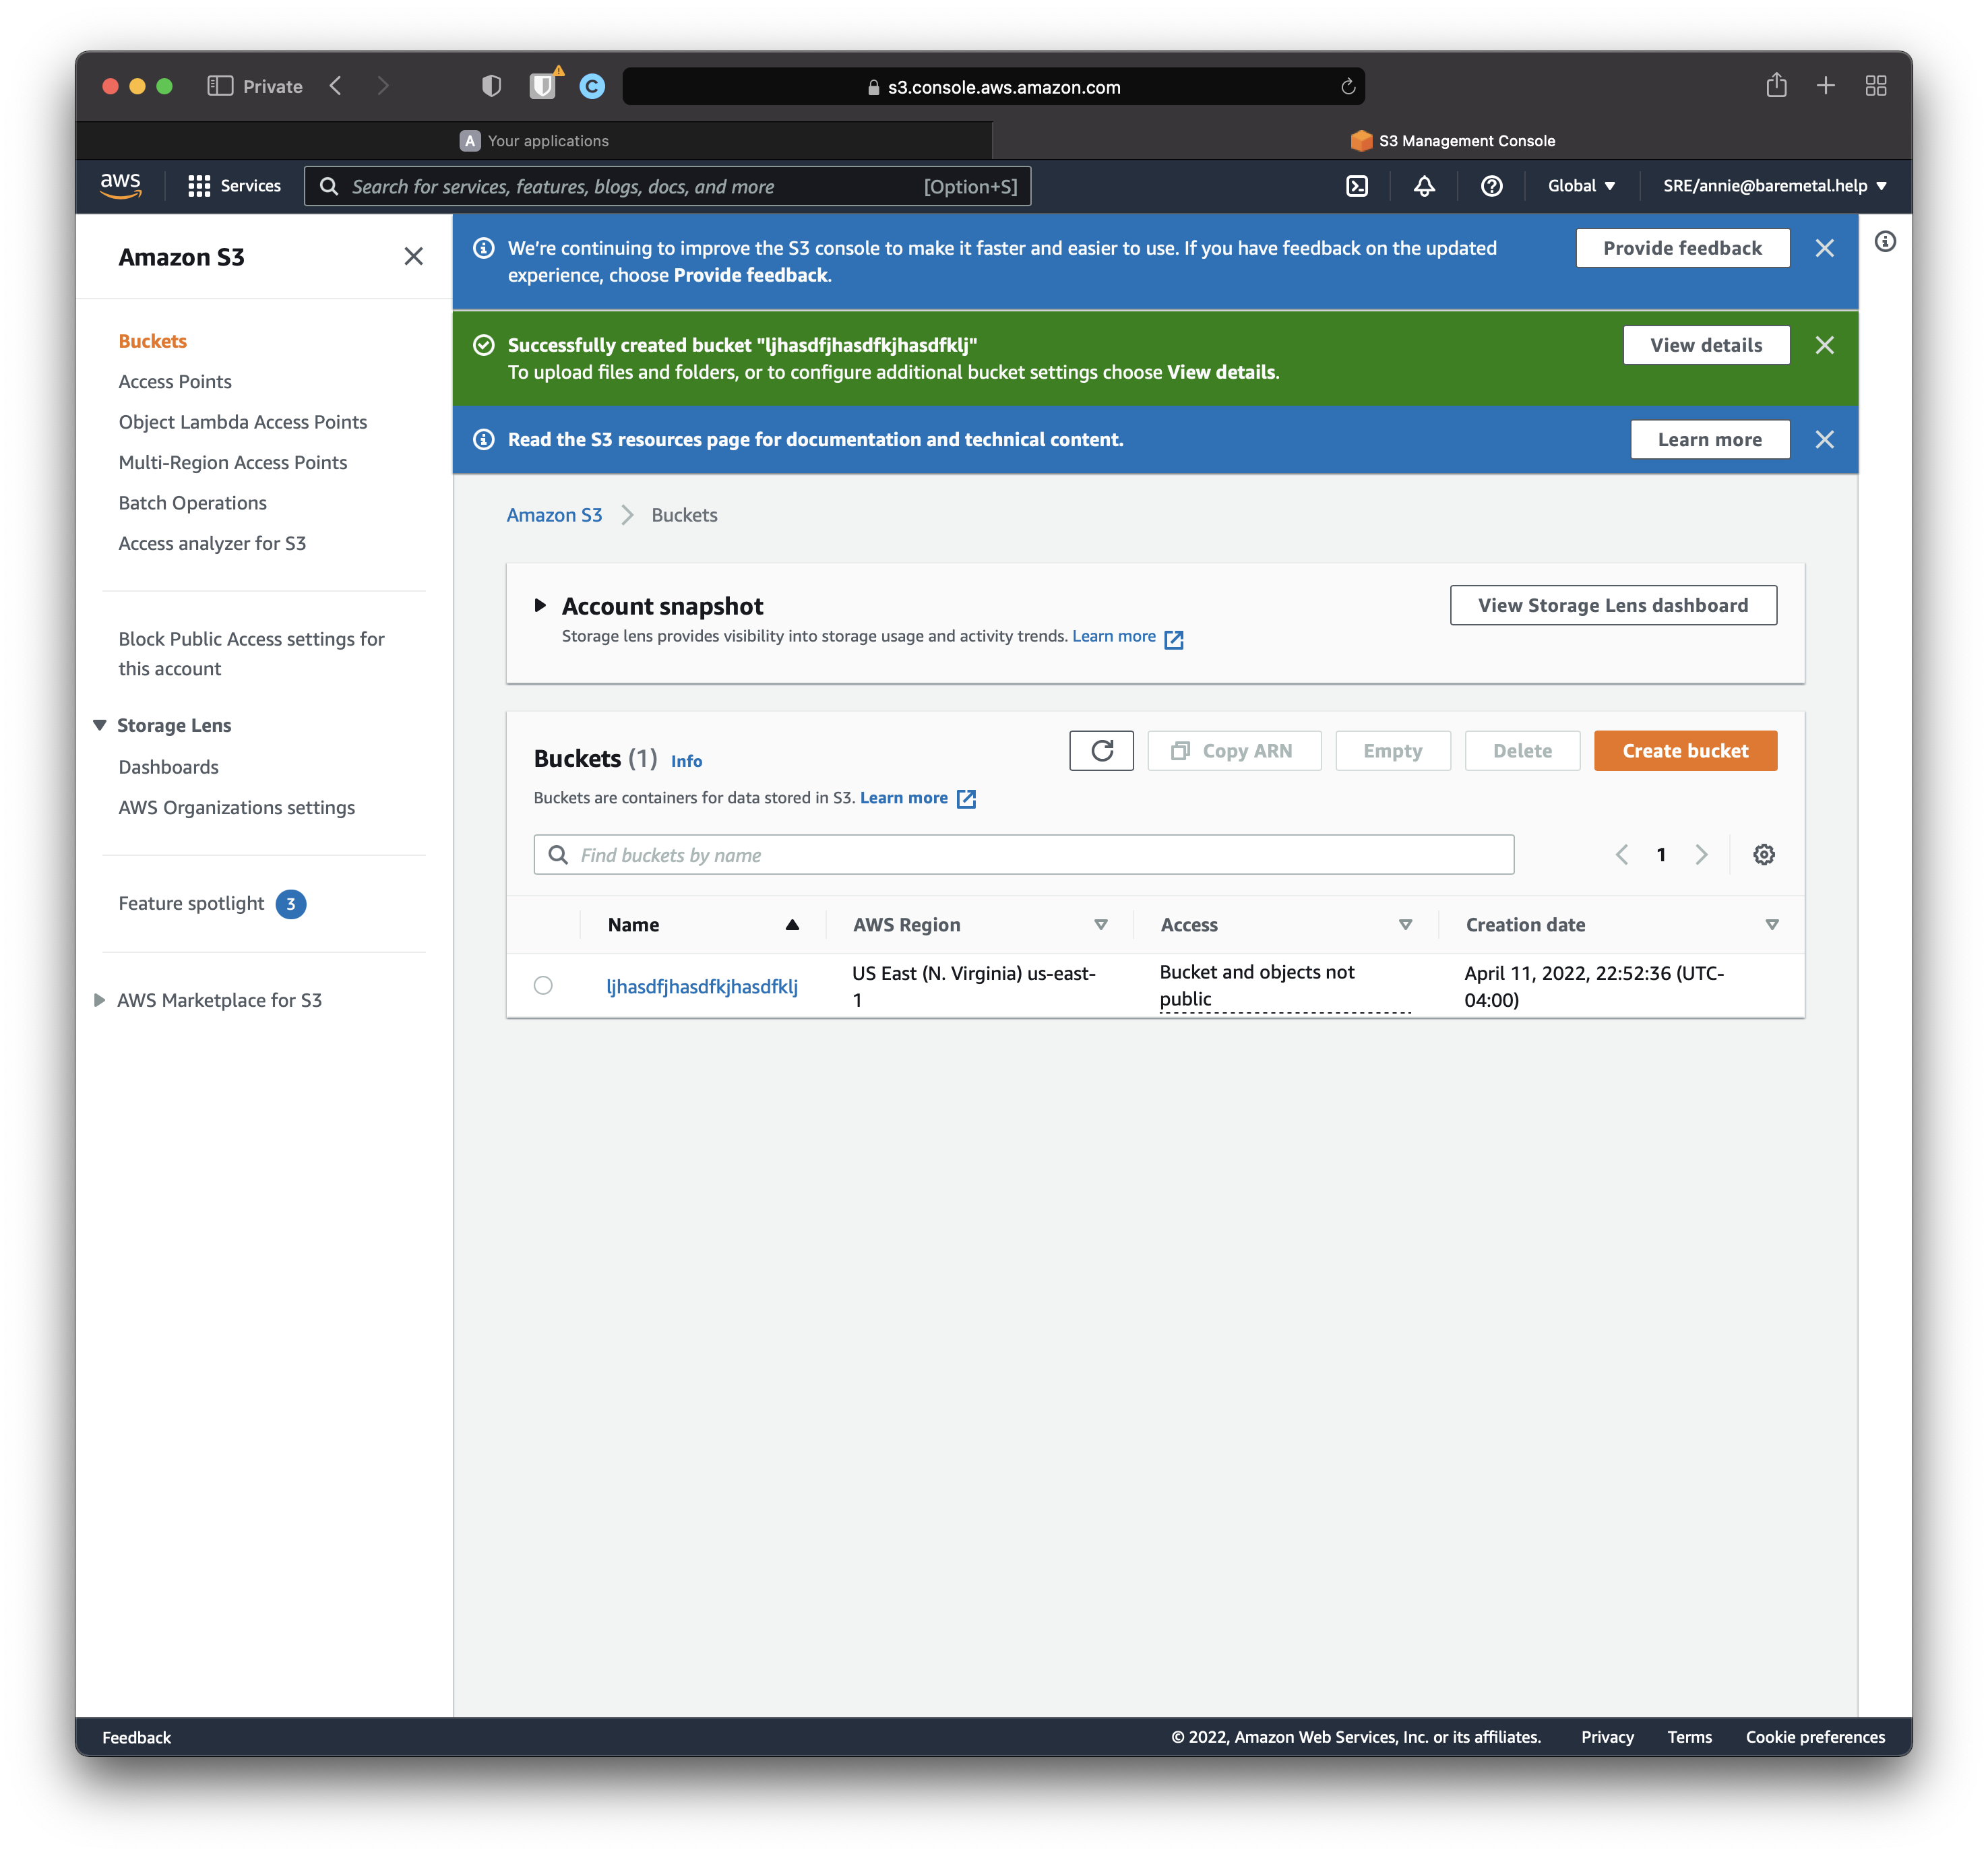 Private
C
s3.console.aws.amazon.com
A Your applications
S3 Management Console
aws
Services
Search for services, features, blogs, docs, and more
[Option+S]
Global
SRE/annie@baremetal.help
Amazon S3
Buckets
Access Points
Object Lambda Access Points
Multi-Region Access Points
Batch Operations
Access analyzer for S3
Block Public Access settings for
this account
Storage Lens
Dashboards
AWS Organizations settings
Feature spotlight 3
AWS Marketplace for S3
We're continuing to improve the S3 console to make it faster and easier to use. If you have feedback on the updated
experience, choose Provide feedback.
Provide feedback
Successfully created bucket "ljhasdfjhasdfkjhasdfklj"
To upload files and folders, or to configure additional bucket settings choose View details.
View details
Read the S3 resources page for documentation and technical content.
Learn more
Amazon S3
Buckets
Account snapshot
Storage lens provides visibility into storage usage and activity trends. Learn more
View Storage Lens dashboard
Buckets (1) Info
Copy ARN
Empty
Delete
Create bucket
Buckets are containers for data stored in S3. Learn more
Find buckets by name
1
Name
AWS Region
Access
Creation date
ljhasdfjhasdfkjhasdfklj
US East (N. Virginia) us-east-
1
Bucket and objects not
public
April 11, 2022, 22:52:36 (UTC-
04:00)
Feedback
© 2022, Amazon Web Services, Inc. or its affiliates.
Privacy
Terms
Cookie preferences